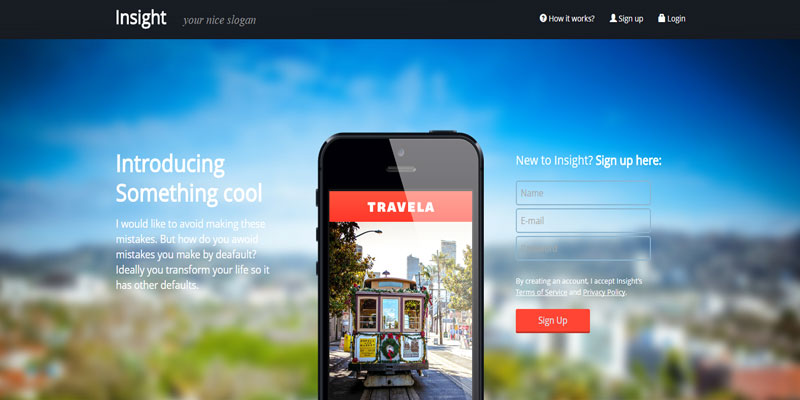 Insight your nice slogan How it works? Sign up Login
Introducing
Something cool
I would like to avoid making these
mistakes. But how do you avoid
mistakes you make by deafault?
Ideally you transform your life so it
has other defaults.
TRAVELA
New to Insight? Sign up here:
Name
E-mail
Password
By creating an account, I accept Insight's
Terms of Service and Privacy Policy.
Sign Up